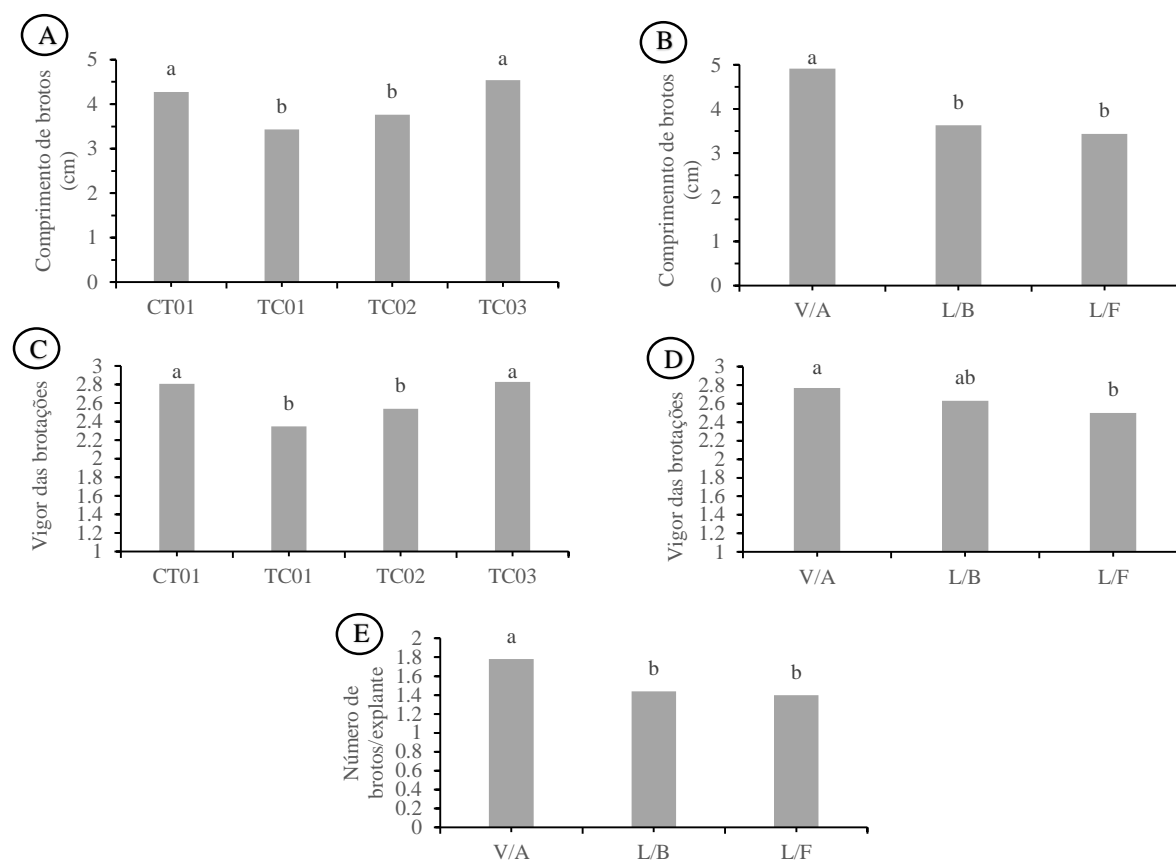 A
Comprimento de brotos
(cm)
5
4
3
2
1
0
a
b
b
a
CT01
TC01
TC02
TC03
B
Comprimennto de brotos
(cm)
5
4
3
2
1
0
a
b
b
V/A
L/B
L/F
C
Vigor das brotações
3
2.8
2.6
2.4
2.2
2
1.8
1.6
1.4
1.2
1
a
b
b
a
CT01
TC01
TC02
TC03
D
Vigor das brotações
3
2.8
2.6
2.4
2.2
2
1.8
1.6
1.4
1.2
1
a
ab
b
V/A
L/B
L/F
E
Número de
brotos/explante
2
1.8
1.6
1.4
1.2
1
0.8
0.6
0.4
0.2
0
a
b
b
V/A
L/B
L/F